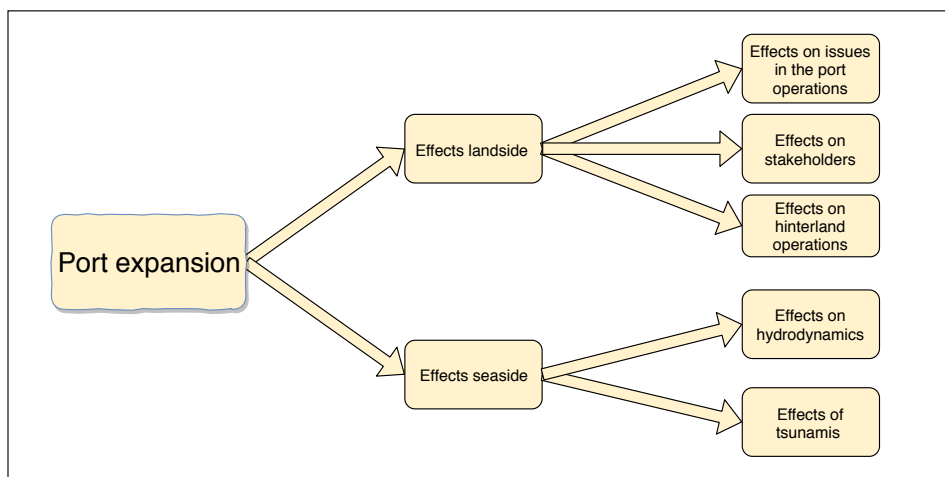 Port expansion
Effects landside
Effects seaside
Effects on issues
in the port
operations
Effects on
stakeholders
Effects on
hinterland
operations
Effects on
hydrodynamics
Effects of
tsunamis